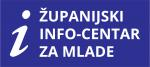 i ŽUPANIJSKI
INFO-CENTAR
ZA MLADE